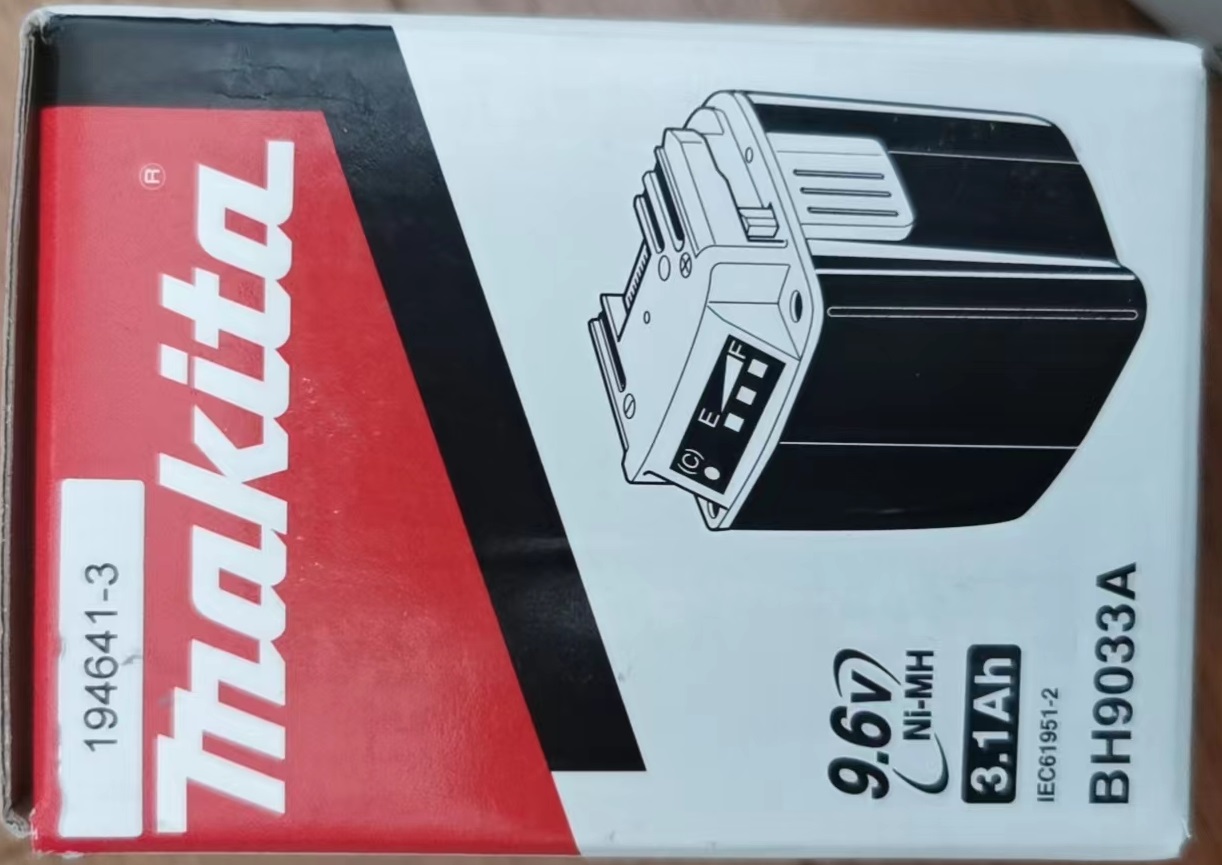 194641-3
makita®
⊕
⊖
(C) E F
9.6v
Ni-MH
3.1Ah
IEC61951-2
BH9033A